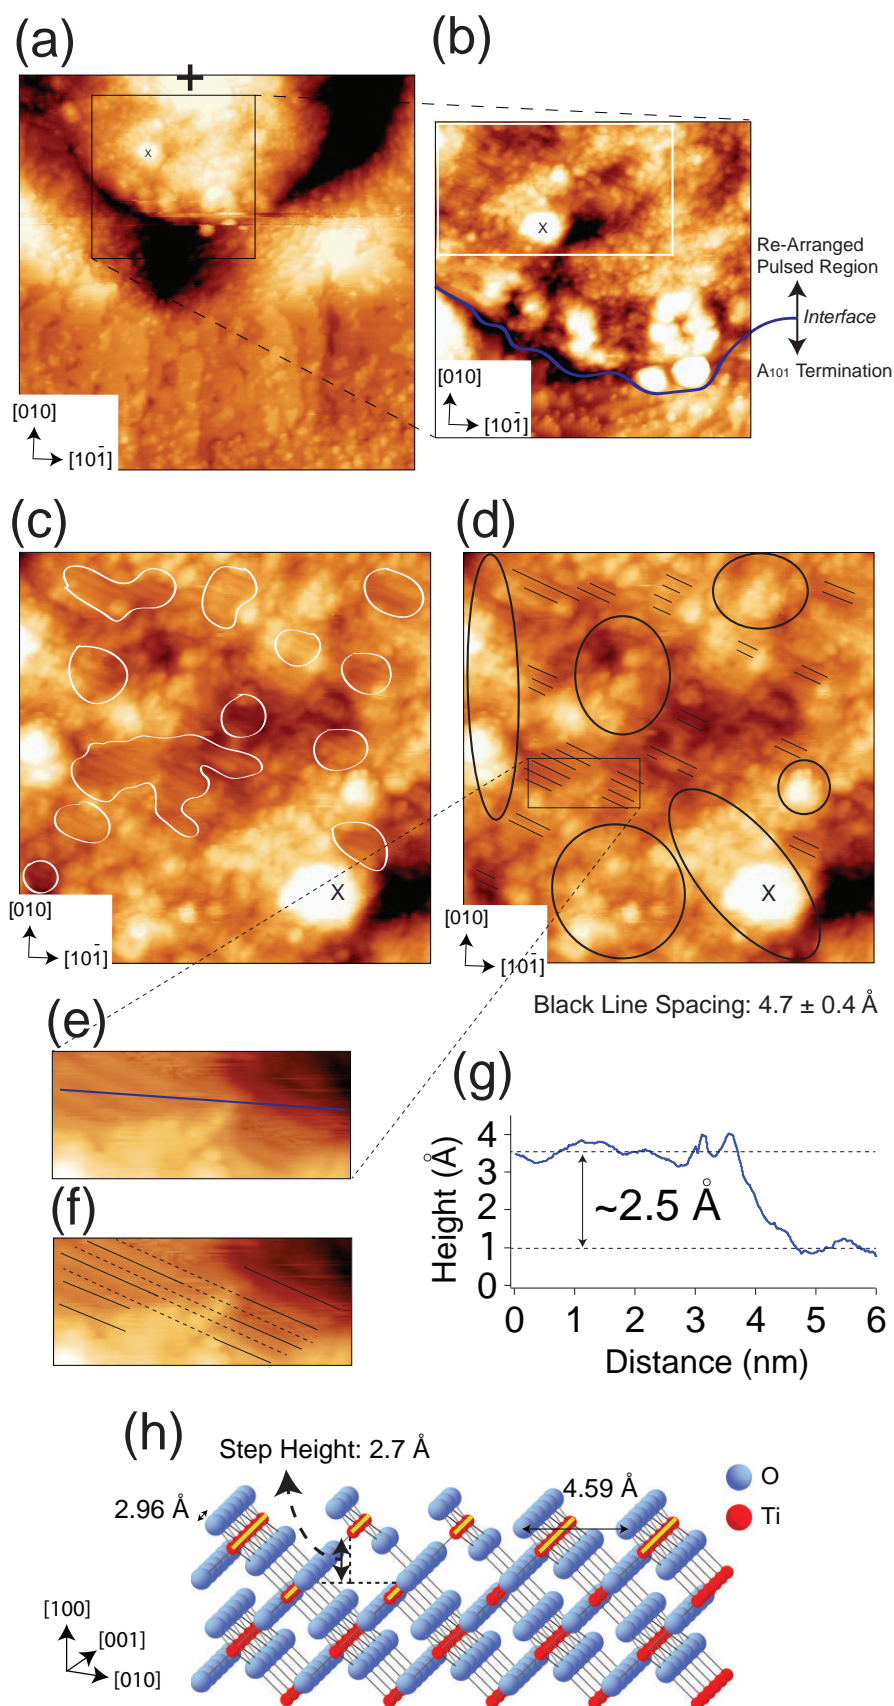 (a)
+
x
[010]
[101̄]
(b)
X
Re-Arranged
Pulsed Region
Interface
A₁₀₁ Termination
[010]
[101̄]
(c)
X
[010]
[101̄]
(d)
X
[010]
[101̄]
Black Line Spacing: 4.7 ± 0.4 Å
(e)
(f)
(g)
Height (Å)
4
3
2
1
0
~2.5 Å
0 1 2 3 4 5 6
Distance (nm)
(h)
Step Height: 2.7 Å
2.96 Å
4.59 Å
O
Ti
[100]
[001]
[010]